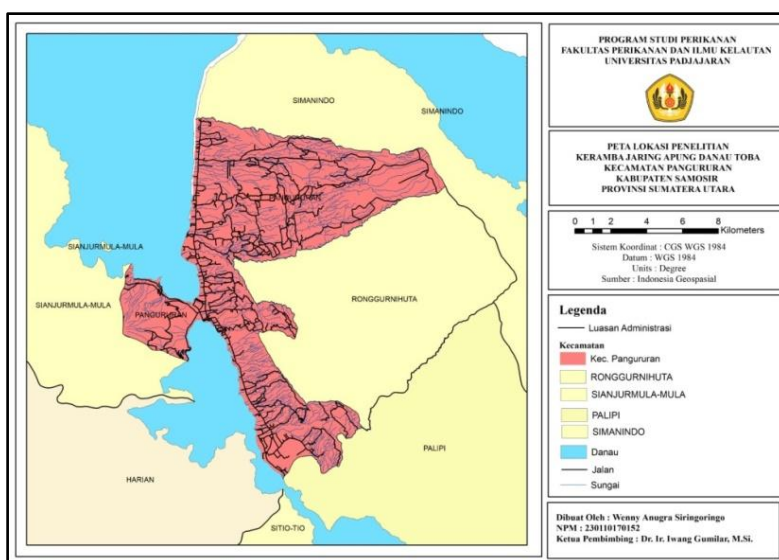 SIMANINDO
SIMANINDO
SIANJURMULA-MULA
SIANJURMULA-MULA
PANGURURAN
RONGGURNIHUTA
HARIAN
PALIPI
SITIO-TIO
PROGRAM STUDI PERIKANAN
FAKULTAS PERIKANAN DAN ILMU KELAUTAN
UNIVERSITAS PADJAJARAN
PETA LOKASI PENELITIAN
KERAMBA JARING APUNG DANAU TOBA
KECAMATAN PANGURURAN
KABUPATEN SAMOSIR
PROVINSI SUMATERA UTARA
0 1 2 4 6 8
Kilometers
Sistem Koordinat : CGS WGS 1984
Datum : WGS 1984
Units : Degree
Sumber : Indonesia Geospasial
Legenda
Luasan Administrasi
Kecamatan
Kec. Pangururan
RONGGURNIHUTA
SIANJURMULA-MULA
PALIPI
SIMANINDO
Danau
Jalan
Sungai
Dibuat Oleh : Wenny Anugra Siringoringo
NPM : 230110170152
Ketua Pembimbing : Dr. Ir. Iwang Gumilar, M.Si.